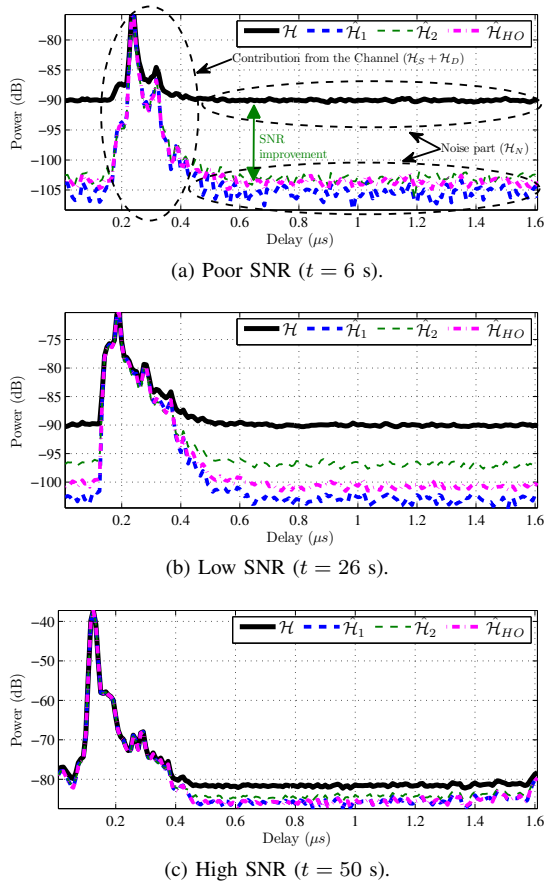 ℋ Ĥ₁ Ĥ₂ Ĥ_HO
Contribution from the Channel (ℋ_S + ℋ_D)
SNR
improvement
Noise part (ℋ_N)
Power (dB)
−80
−85
−90
−95
−100
−105
0.2 0.4 0.6 0.8 1 1.2 1.4 1.6
Delay (μs)
(a) Poor SNR (t = 6 s).
ℋ Ĥ₁ Ĥ₂ Ĥ_HO
Power (dB)
−75
−80
−85
−90
−95
−100
0.2 0.4 0.6 0.8 1 1.2 1.4 1.6
Delay (μs)
(b) Low SNR (t = 26 s).
ℋ Ĥ₁ Ĥ₂ Ĥ_HO
Power (dB)
−40
−50
−60
−70
−80
0.2 0.4 0.6 0.8 1 1.2 1.4 1.6
Delay (μs)
(c) High SNR (t = 50 s).